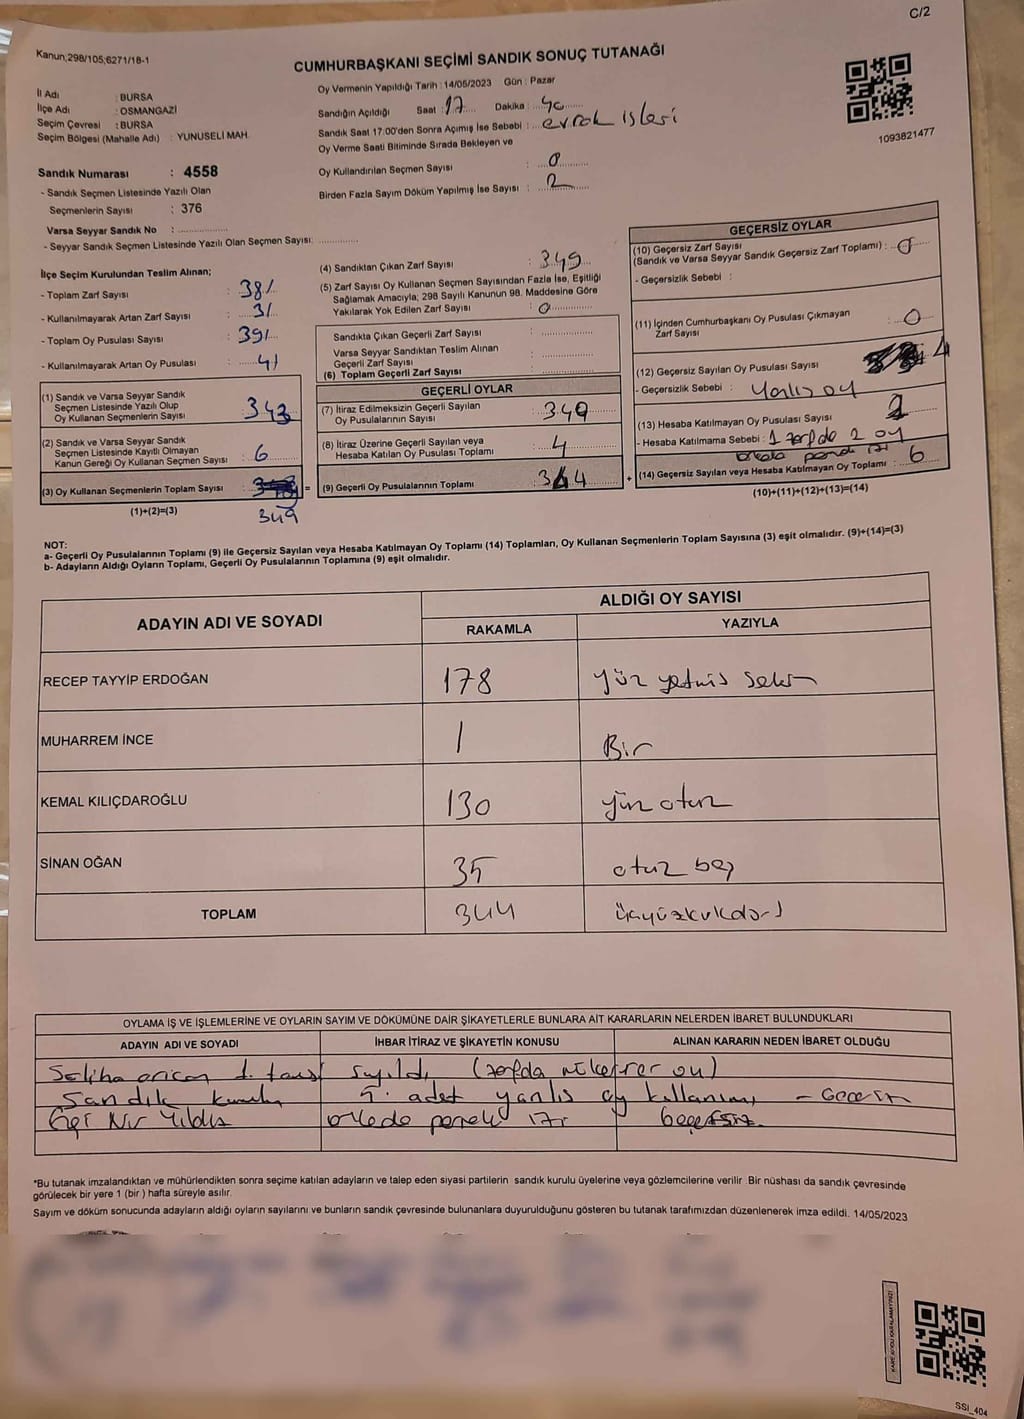 C/2
Kanun;298/105;6271/18-1
CUMHURBAŞKANI SEÇİMİ SANDIK SONUÇ TUTANAĞI
İl Adı : BURSA
İlçe Adı : OSMANGAZİ
Seçim Çevresi : BURSA
Seçim Bölgesi (Mahalle Adı) : YUNUSELİ MAH.
Oy Vermenin Yapıldığı Tarih : 14/05/2023 Gün : Pazar
Sandığın Açıldığı Saat : 17 Dakika : 40
Sandık Saat 17.00'den Sonra Açımış İse Sebebi : evrak işleri
Oy Verme Saati Bitiminde Sırada Bekleyen ve
Oy Kullandırılan Seçmen Sayısı : 0
Birden Fazla Sayım Döküm Yapılmış İse Sayısı : 2
1093821477
Sandık Numarası : 4558
- Sandık Seçmen Listesinde Yazılı Olan
Seçmenlerin Sayısı : 376
Varsa Seyyar Sandık No :
- Seyyar Sandık Seçmen Listesinde Yazılı Olan Seçmen Sayısı:
İlçe Seçim Kurulundan Teslim Alınan;
- Toplam Zarf Sayısı : 381
- Kullanılmayarak Artan Zarf Sayısı : 31
- Toplam Oy Pusulası Sayısı : 391
- Kullanılmayarak Artan Oy Pusulası : 41
(1) Sandık ve Varsa Seyyar Sandık
Seçmen Listesinde Yazılı Olup
Oy Kullanan Seçmenlerin Sayısı : 343
(2) Sandık ve Varsa Seyyar Sandık
Seçmen Listesinde Kayıtlı Olmayan
Kanun Gereği Oy Kullanan Seçmen Sayısı : 6
(3) Oy Kullanan Seçmenlerin Toplam Sayısı :
(1)+(2)=(3) 349
(4) Sandıktan Çıkan Zarf Sayısı : 349
(5) Zarf Sayısı Oy Kullanan Seçmen Sayısından Fazla İse, Eşitliği
Sağlamak Amacıyla; 298 Sayılı Kanunun 98. Maddesine Göre
Yakılarak Yok Edilen Zarf Sayısı : 0
Sandıkta Çıkan Geçerli Zarf Sayısı :
Varsa Seyyar Sandıktan Teslim Alınan
Geçerli Zarf Sayısı :
(6) Toplam Geçerli Zarf Sayısı :
GEÇERLİ OYLAR
(7) İtiraz Edilmeksizin Geçerli Sayılan
Oy Pusulasının Sayısı : 340
(8) İtiraz Üzerine Geçerli Sayılan veya
Hesaba Katılan Oy Pusulası Toplamı : 4
(9) Geçerli Oy Pusulalarının Toplamı : 344
GEÇERSİZ OYLAR
(10) Geçersiz Zarf Sayısı
(Sandık ve Varsa Seyyar Sandık Geçersiz Zarf Toplamı) : 0
- Geçersizlik Sebebi :
(11) İçinden Cumhurbaşkanı Oy Pusulası Çıkmayan
Zarf Sayısı : 0
(12) Geçersiz Sayılan Oy Pusulası Sayısı : 4
- Geçersizlik Sebebi : Yanlış oy
(13) Hesaba Katılmayan Oy Pusulası Sayısı :
- Hesaba Katılmama Sebebi : 1 zarfda 2 oy
(14) Geçersiz Sayılan veya Hesaba Katılmayan Oy Toplamı : 6
(10)+(11)+(12)+(13)=(14)
NOT:
a- Geçerli Oy Pusulalarının Toplamı (9) ile Geçersiz Sayılan veya Hesaba Katılmayan Oy Toplamı (14) Toplamları, Oy Kullanan Seçmenlerin Toplam Sayısına (3) eşit olmalıdır. (9)+(14)=(3)
b- Adayların Aldığı Oyların Toplamı, Geçerli Oy Pusulalarının Toplamına (9) eşit olmalıdır.
ADAYIN ADI VE SOYADI ALDIĞI OY SAYISI
RAKAMLA YAZIYLA
RECEP TAYYİP ERDOĞAN 178 yüz yetmis sekiz
MUHARREM İNCE 1 Bir
KEMAL KILIÇDAROĞLU 130 yüz otuz
SİNAN OĞAN 35 otuz beş
TOPLAM 344 üçyüzkırkdört
OYLAMA İŞ VE İŞLEMLERİNE VE OYLARIN SAYIM VE DÖKÜMÜNE DAİR ŞİKAYETLERLE BUNLARA AİT KARARLARIN NELERDEN İBARET BULUNDUKLARI
ADAYIN ADI VE SOYADI İHBAR İTİRAZ VE ŞİKAYETİN KONUSU ALINAN KARARIN NEDEN İBARET OLDUĞU
Saliha sayıldı (zarfda mükerrer oy)
Sandık adet yanlış oy kullanımı
Nur Yıldız Geçersiz.
*Bu tutanak imzalandıktan ve mühürlendikten sonra seçime katılan adayların ve talep eden siyasi partilerin sandık kurulu üyelerine veya gözlemcilerine verilir. Bir nüshası da sandık çevresinde
görülecek bir yere 1 (bir ) hafta süreyle asılır.
Sayım ve döküm sonucunda adayların aldığı oyların sayılarını ve bunların sandık çevresinde bulunanlara duyurulduğunu gösteren bu tutanak tarafımızdan düzenlenerek imza edildi. 14/05/2023
KARE KODU KARALAMAYINIZ!
SSI_404